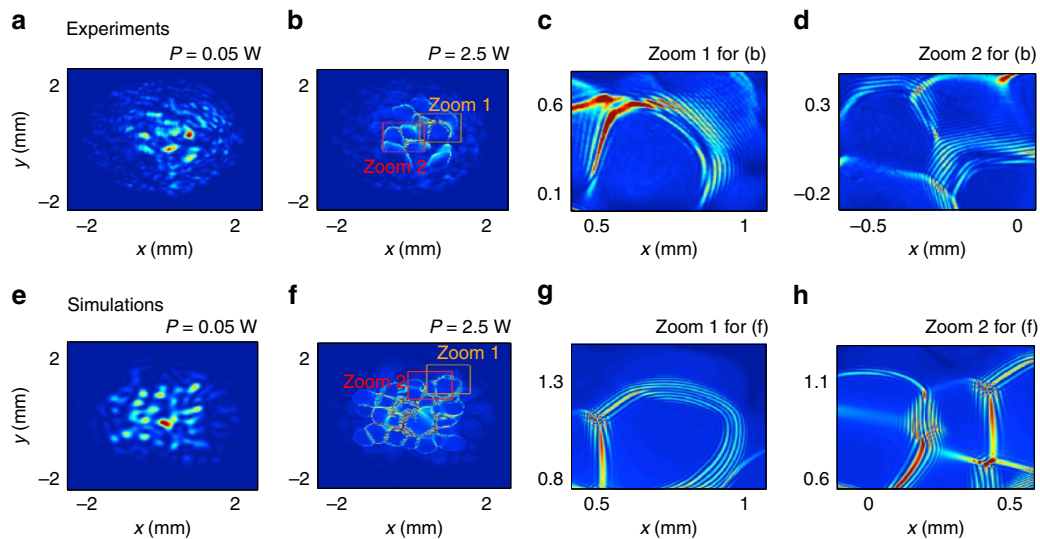 a
Experiments
P = 0.05 W
2
y (mm)
−2
−2
2
x (mm)
b
P = 2.5 W
Zoom 1
Zoom 2
2
−2
−2
2
x (mm)
c
Zoom 1 for (b)
0.6
0.1
0.5
1
x (mm)
d
Zoom 2 for (b)
0.3
−0.2
−0.5
0
x (mm)
e
Simulations
P = 0.05 W
2
y (mm)
−2
−2
2
x (mm)
f
P = 2.5 W
Zoom 1
Zoom 2
2
−2
−2
2
x (mm)
g
Zoom 1 for (f)
1.3
0.8
0.5
1
x (mm)
h
Zoom 2 for (f)
1.1
0.6
0
0.5
x (mm)